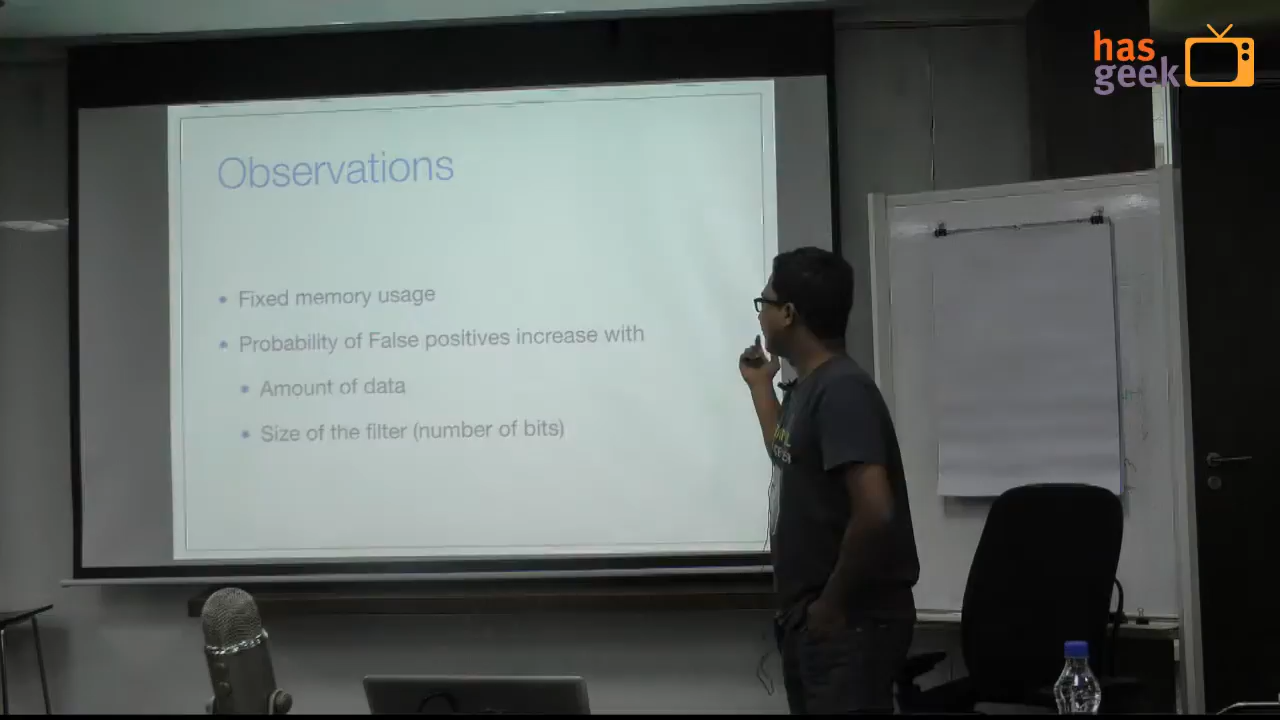 has
geek
Observations
• Fixed memory usage
• Probability of False positives increase with
• Amount of data
• Size of the filter (number of bits)